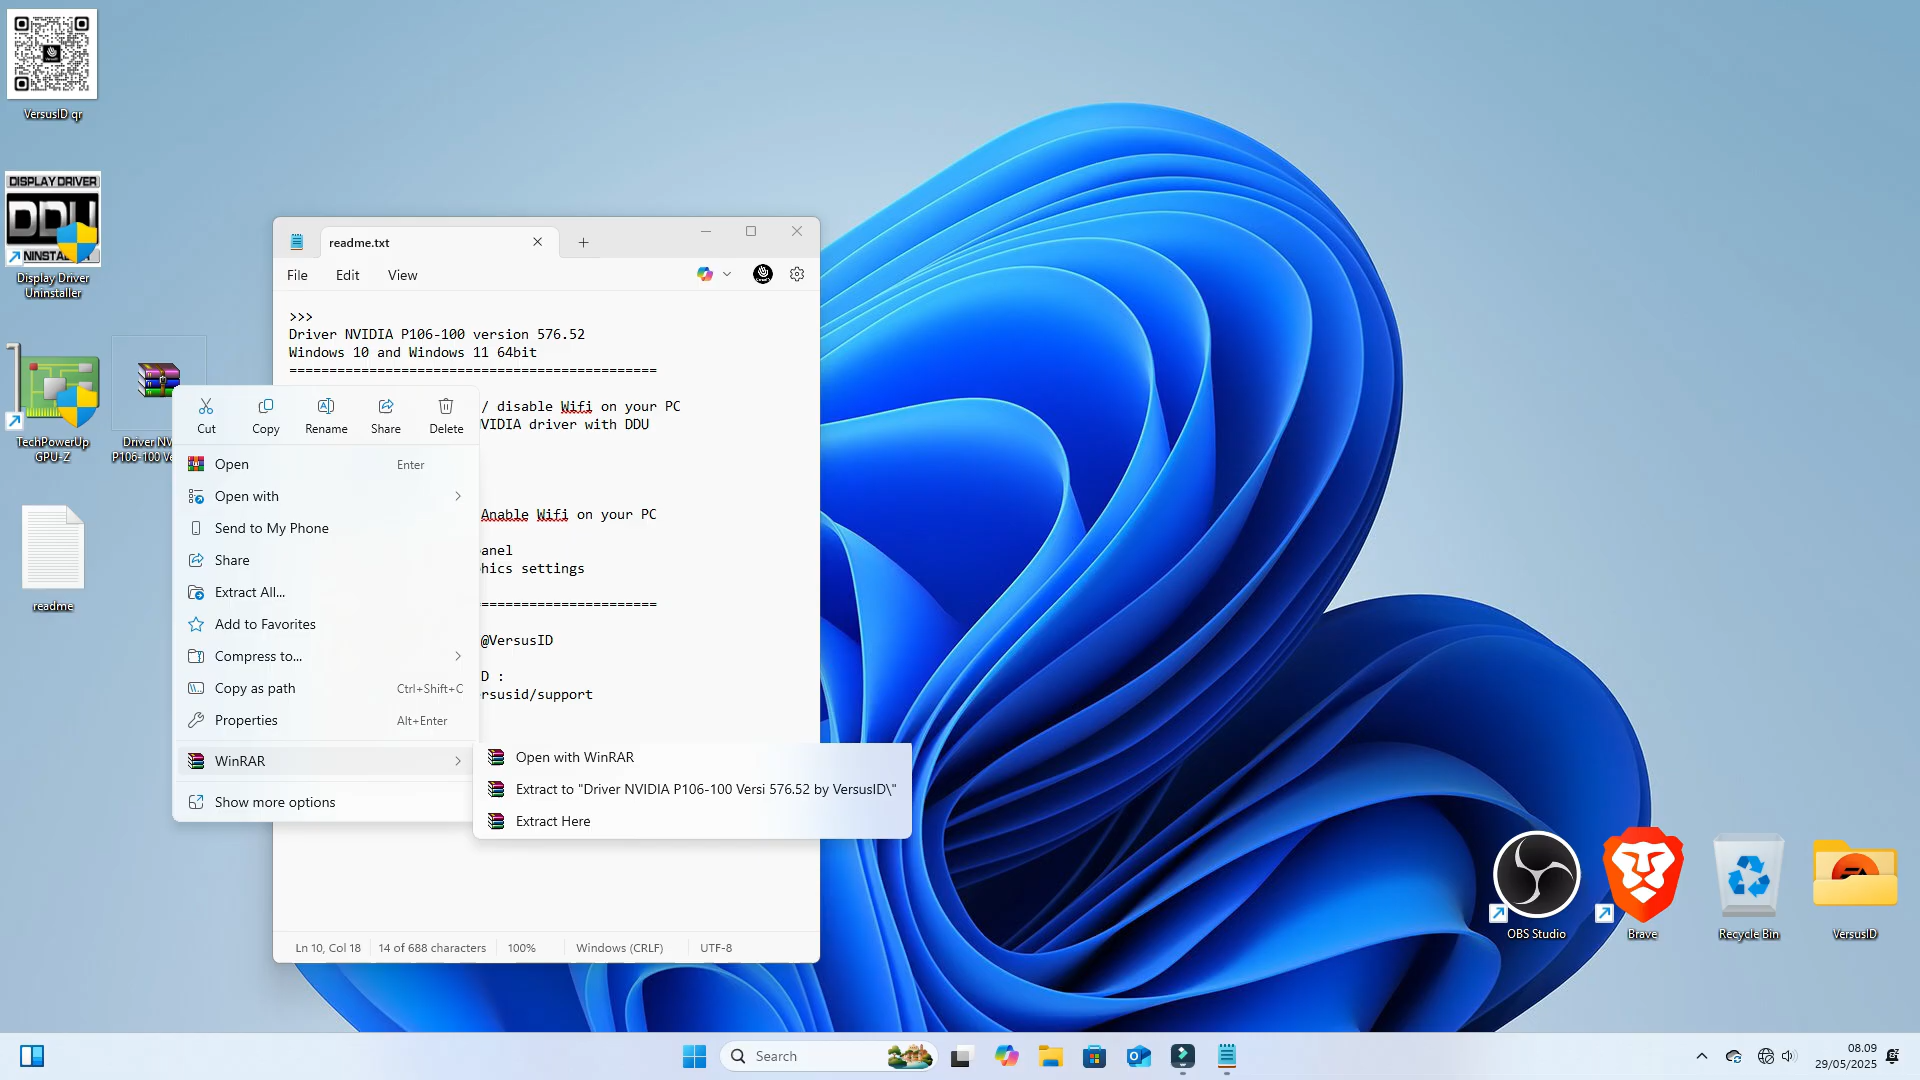 VersusID qr
DISPLAY DRIVER
DDU
Display Driver
Uninstaller
TechPowerUp
GPU-Z
Driver NV
P106-100 Ve
readme
readme.txt
File
Edit
View
>>>
Driver NVIDIA P106-100 version 576.52
Windows 10 and Windows 11 64bit
==============================================
/ disable Wifi on your PC
VIDIA driver with DDU
Anable Wifi on your PC
anel
hics settings
======================
@VersusID
D :
rsusid/support
Ln 10, Col 18
14 of 688 characters
100%
Windows (CRLF)
UTF-8
Cut
Copy
Rename
Share
Delete
Open
Enter
Open with
Send to My Phone
Share
Extract All...
Add to Favorites
Compress to...
Copy as path
Ctrl+Shift+C
Properties
Alt+Enter
WinRAR
Show more options
Open with WinRAR
Extract to "Driver NVIDIA P106-100 Versi 576.52 by VersusID\"
Extract Here
OBS Studio
Brave
Recycle Bin
VersusID
Search
08.09
29/05/2025